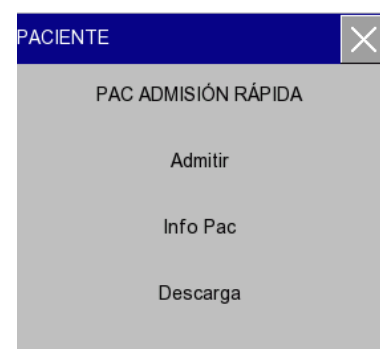 PACIENTE
PAC ADMISIÓN RÁPIDA
Admitir
Info Pac
Descarga